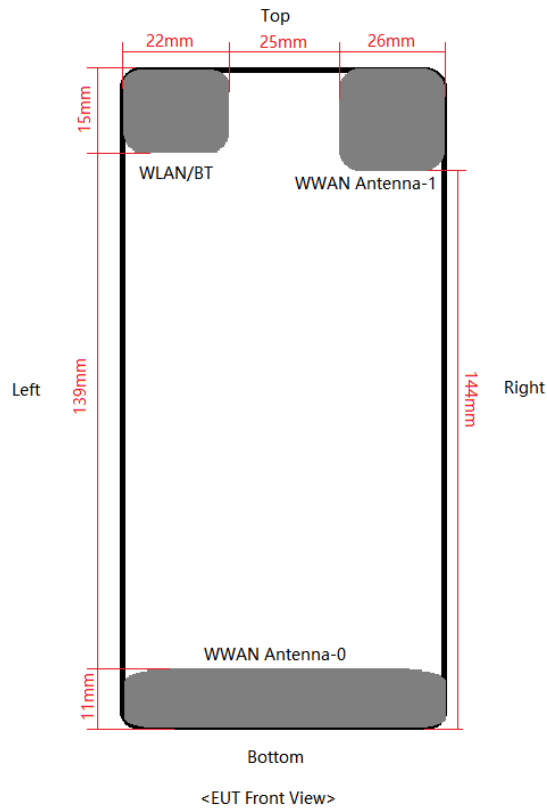 Top
22mm
25mm
26mm
15mm
WLAN/BT
WWAN Antenna-1
Left
139mm
144mm
Right
WWAN Antenna-0
11mm
Bottom
<EUT Front View>